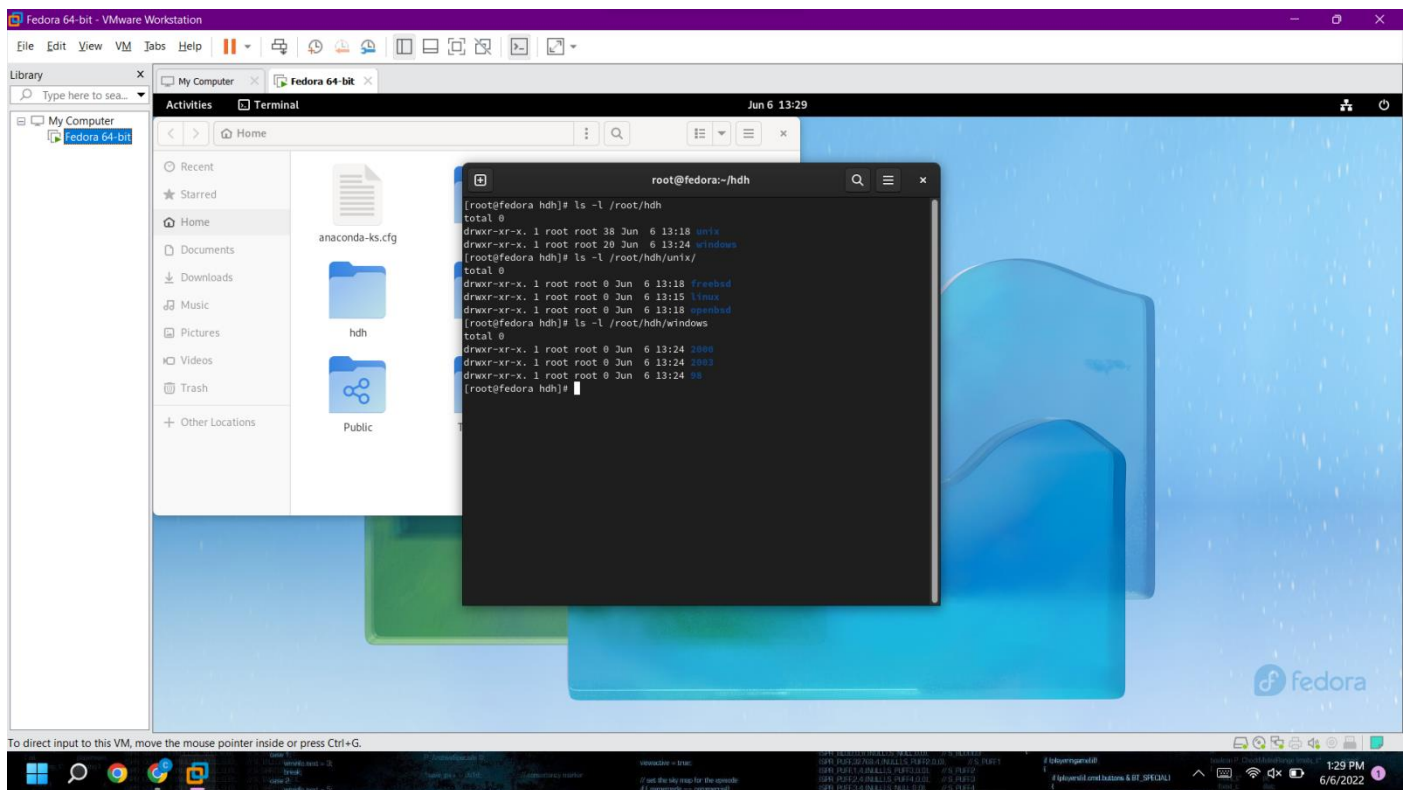 Fedora 64-bit - VMware Workstation
File Edit View VM Tabs Help
Library x
Type here to sea...
My Computer
Fedora 64-bit
My Computer
Fedora 64-bit
Activities Terminal Jun 6 13:29
Home
Recent
Starred
Home
Documents
Downloads
Music
Pictures
Videos
Trash
+ Other Locations
anaconda-ks.cfg
hdh
Public
T
root@fedora:~/hdh
[root@fedora hdh]# ls -l /root/hdh
total 0
drwxr-xr-x. 1 root root 38 Jun  6 13:18 unix
drwxr-xr-x. 1 root root 20 Jun  6 13:24 windows
[root@fedora hdh]# ls -l /root/hdh/unix/
total 0
drwxr-xr-x. 1 root root 0 Jun  6 13:18 freebsd
drwxr-xr-x. 1 root root 0 Jun  6 13:15 linux
drwxr-xr-x. 1 root root 0 Jun  6 13:18 openbsd
[root@fedora hdh]# ls -l /root/hdh/windows
total 0
drwxr-xr-x. 1 root root 0 Jun  6 13:24 2000
drwxr-xr-x. 1 root root 0 Jun  6 13:24 2003
drwxr-xr-x. 1 root root 0 Jun  6 13:24 98
[root@fedora hdh]#
fedora
To direct input to this VM, move the mouse pointer inside or press Ctrl+G.
1:29 PM
6/6/2022
1